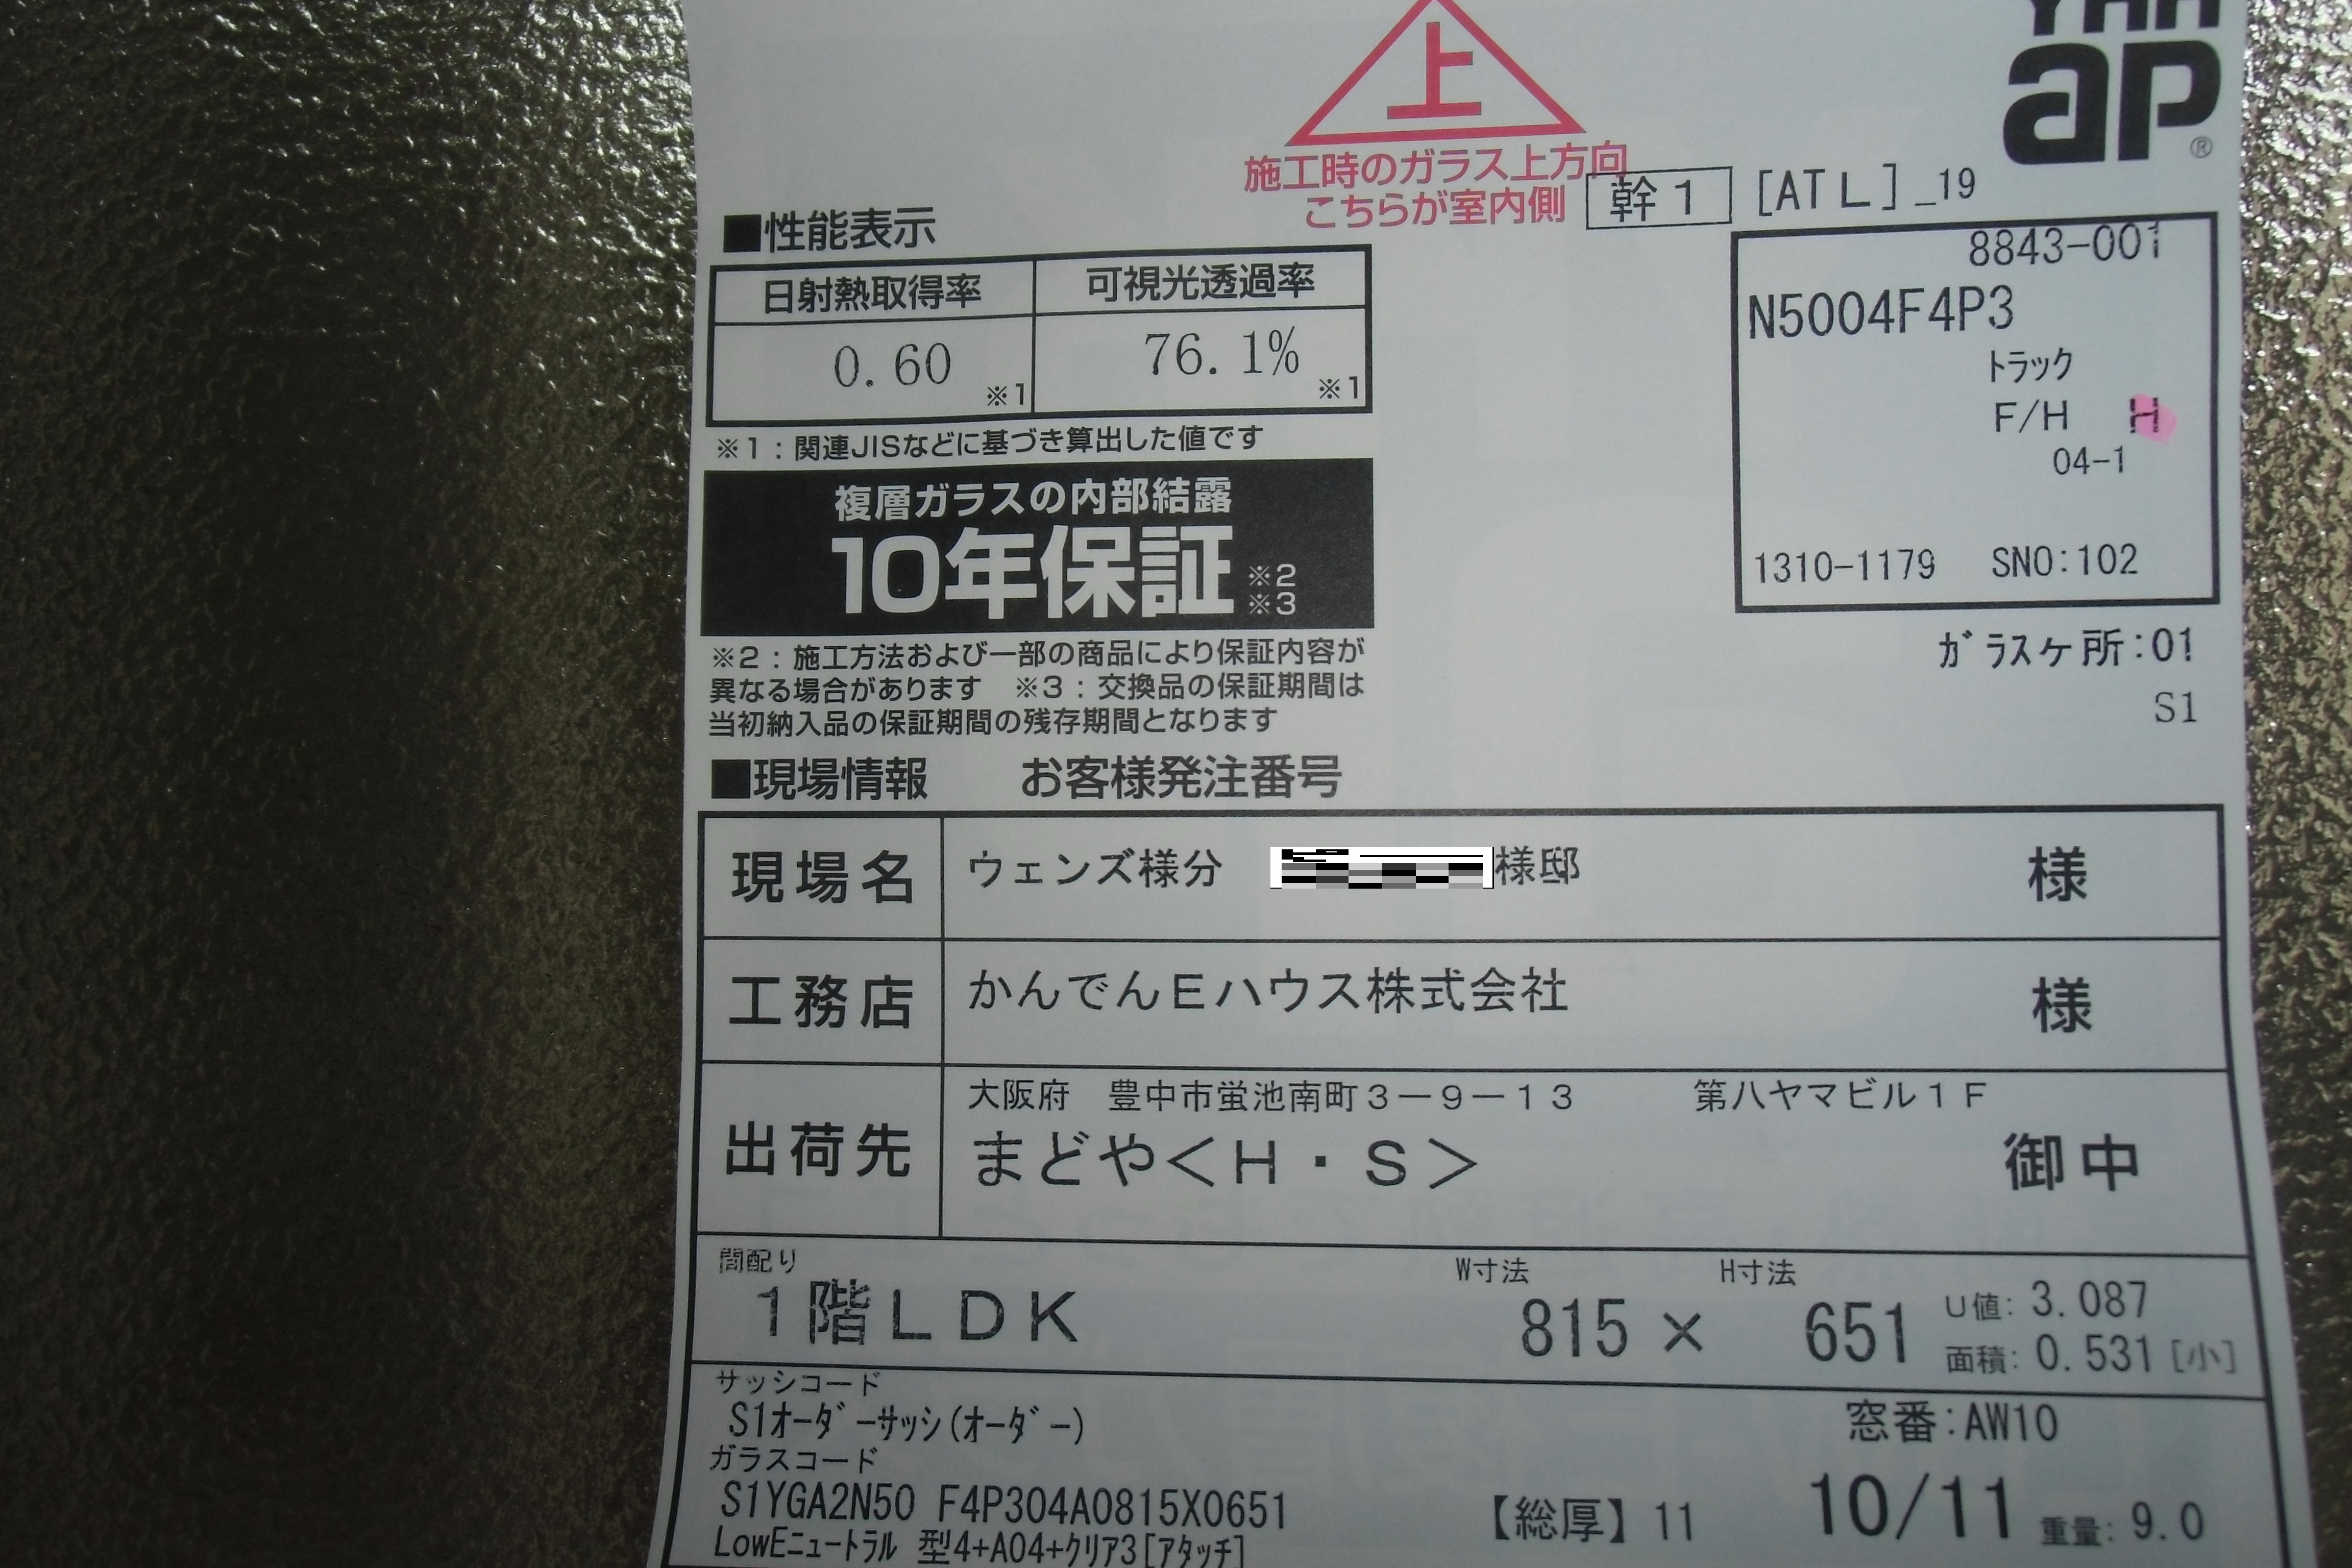 上
施工時のガラス上方向
こちらが室内側
ap®
幹1 [ATL]_19
■性能表示
日射熱取得率 可視光透過率
0.60 ※1 76.1% ※1
※1：関連JISなどに基づき算出した値です
8843-001
N5004F4P3
トラック
F/H H
04-1
1310-1179 SNO:102
複層ガラスの内部結露
10年保証 ※2 ※3
※2：施工方法および一部の商品により保証内容が
異なる場合があります ※3：交換品の保証期間は
当初納入品の保証期間の残存期間となります
ｶﾞﾗｽヶ所:01
S1
■現場情報 お客様発注番号
現場名 ウェンズ様分 様邸 様
工務店 かんでんEハウス株式会社 様
出荷先 大阪府 豊中市蛍池南町3－9－13 第八ヤマビル1F
まどや＜H・S＞ 御中
間配り W寸法 H寸法
1階LDK 815 × 651 U値: 3.087
面積: 0.531 [小]
サッシコード
S1ｵｰﾀﾞｰｻｯｼ(ｵｰﾀﾞｰ) 窓番:AW10
ガラスコード
S1YGA2N50 F4P304A0815X0651 【総厚】11 10/11 重量: 9.0
LowEﾆｭｰﾄﾗﾙ 型4+A04+ｸﾘｱ3[ｱﾀｯﾁ]